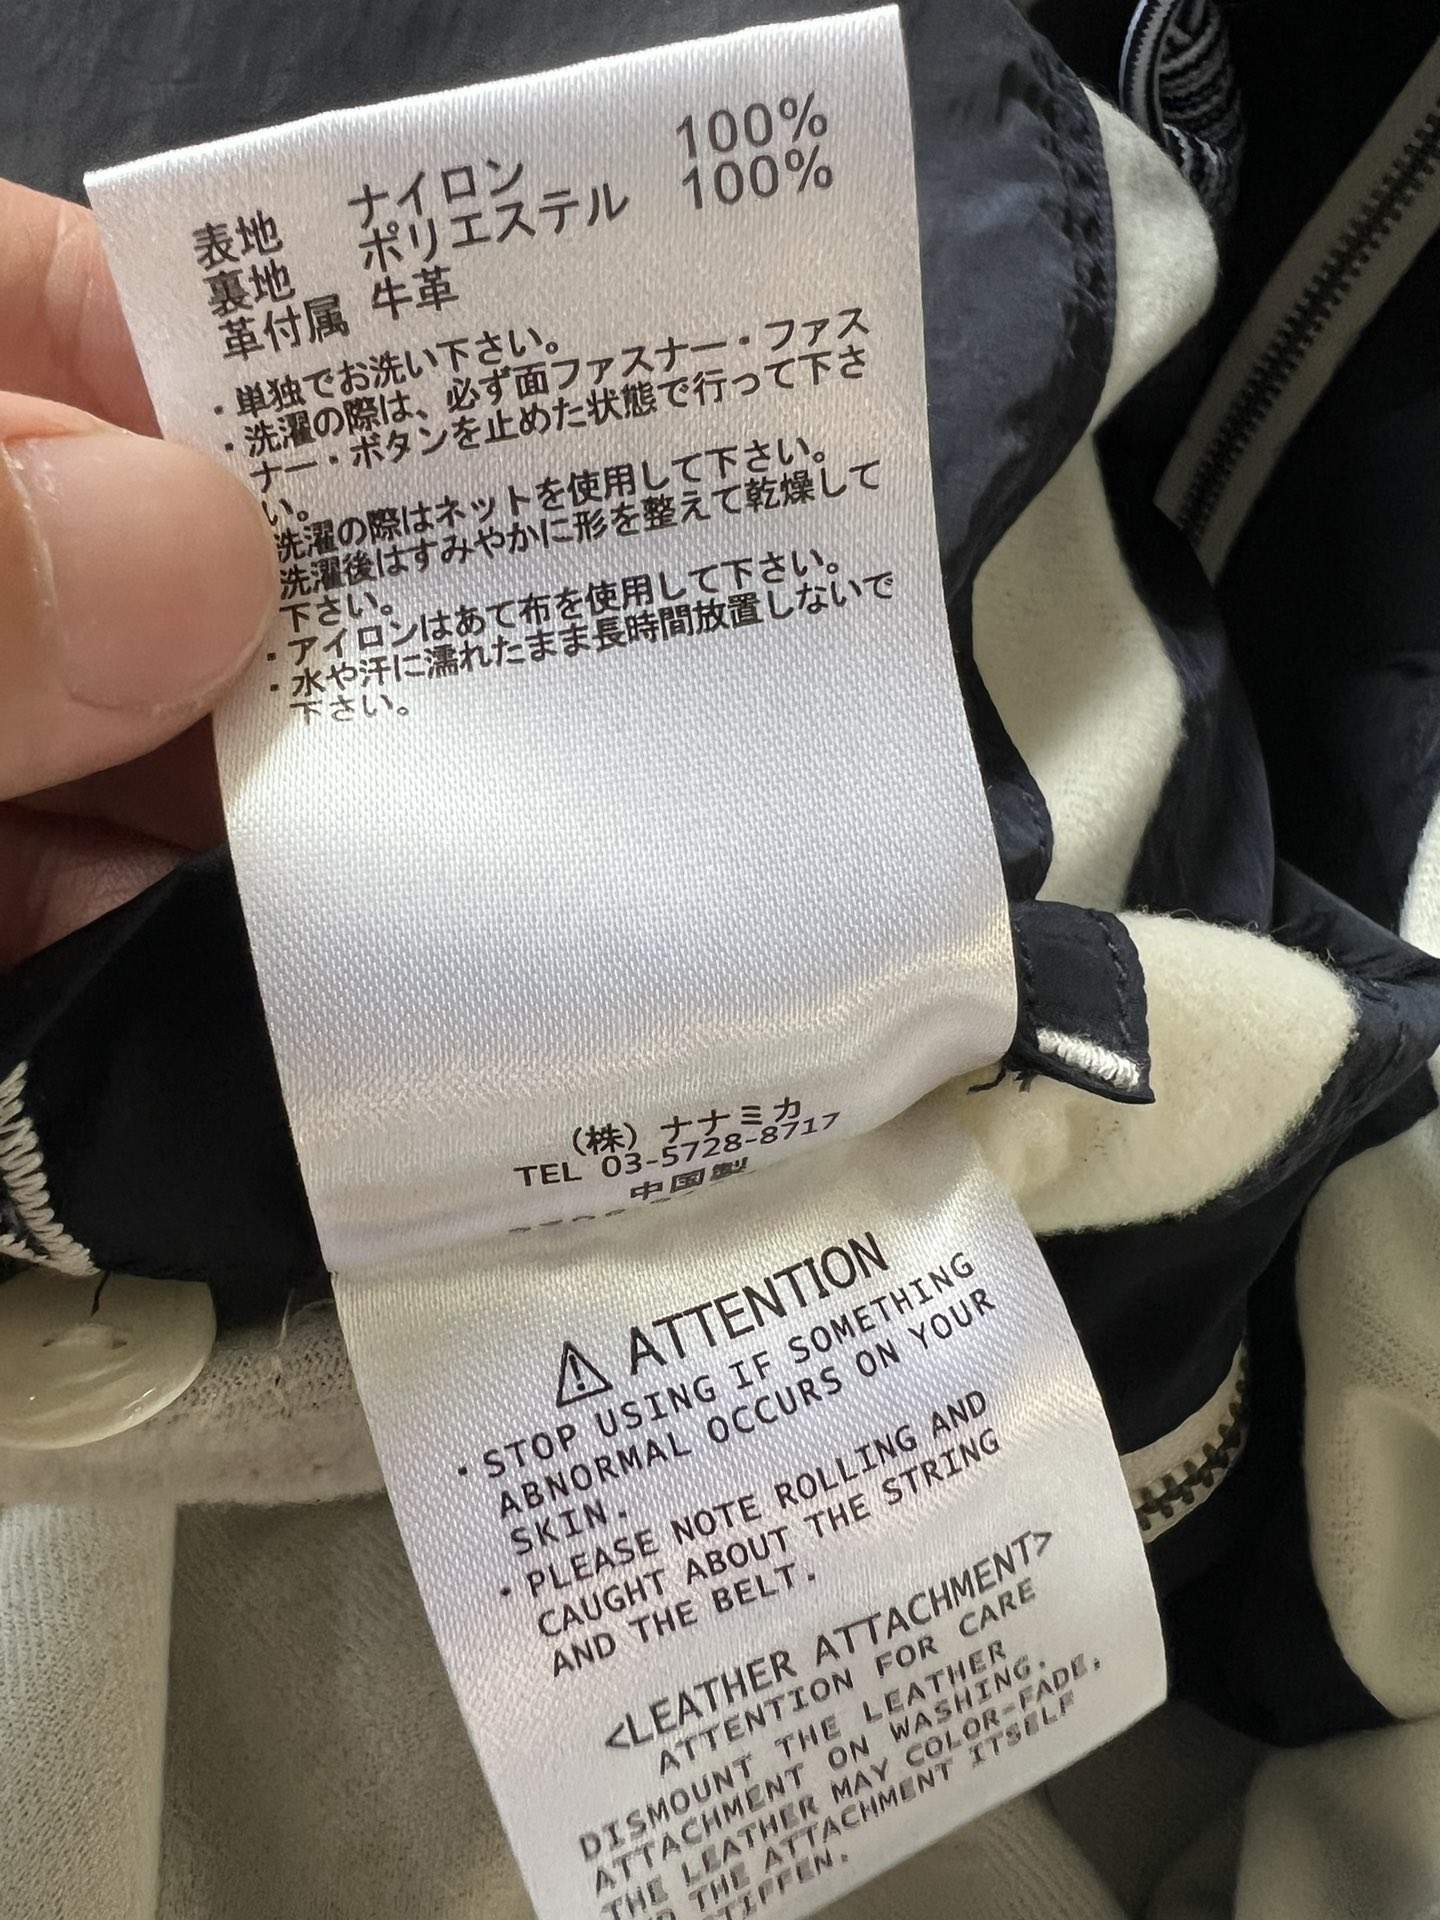 表地 ナイロン 100%
裏地 ポリエステル 100%
革付属 牛革
・単独でお洗い下さい。
・洗濯の際は、必ず面ファスナー・ファス
ナー・ボタンを止めた状態で行って下さ
い。
洗濯の際はネットを使用して下さい。
洗濯後はすみやかに形を整えて乾燥して
下さい。
・アイロンはあて布を使用して下さい。
・水や汗に濡れたまま長時間放置しないで
下さい。
(株) ナナミカ
TEL 03-5728-8717
中国製
⚠ ATTENTION
・STOP USING IF SOMETHING
ABNORMAL OCCURS ON YOUR
SKIN.
・PLEASE NOTE ROLLING AND
CAUGHT ABOUT THE STRING
AND THE BELT.
<LEATHER ATTACHMENT>
ATTENTION FOR CARE
DISMOUNT THE LEATHER
ATTACHMENT ON WASHING.
THE LEATHER MAY COLOR-FADE,
THE ATTACHMENT ITSELF